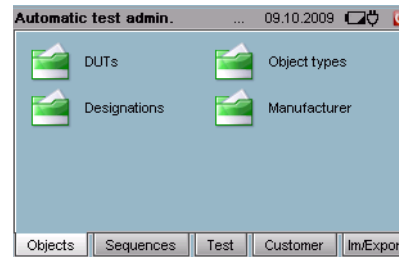 Automatic test admin. ... 09.10.2009
DUTs Object types
Designations Manufacturer
Objects Sequences Test Customer Im/Expor